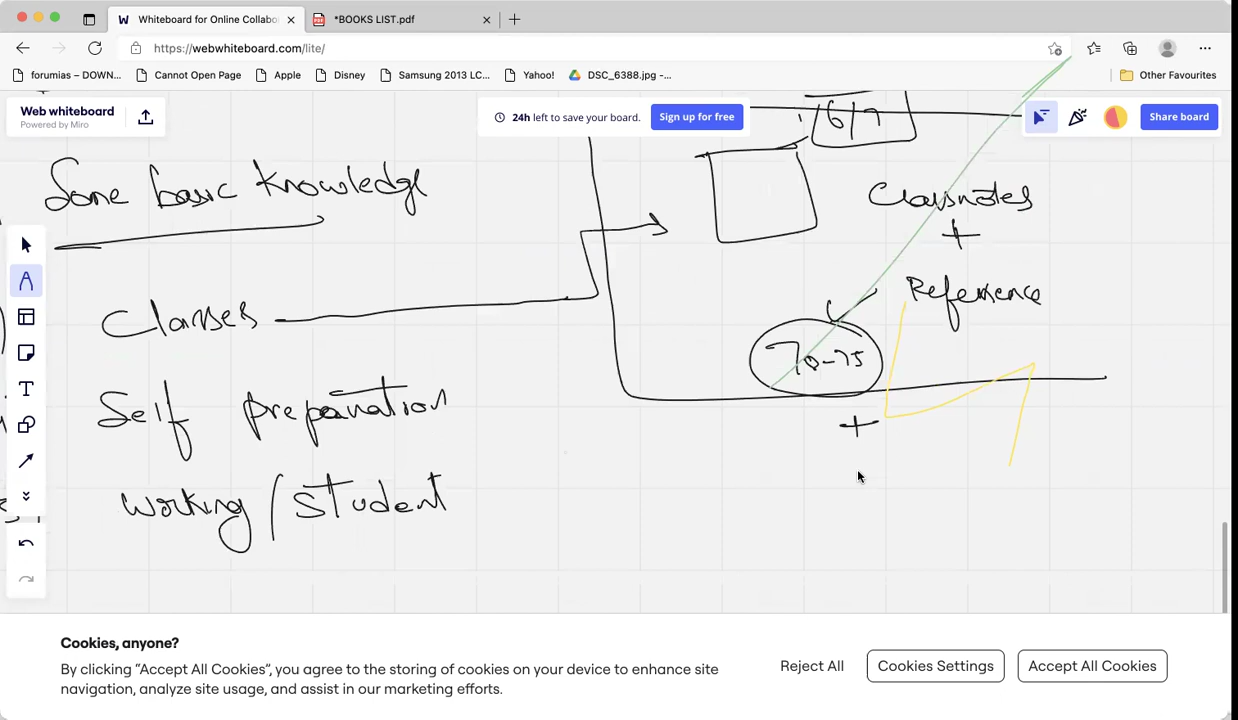 Whiteboard for Online Collabo
*BOOKS LIST.pdf
https://webwhiteboard.com/lite/
forumias – DOWN...
Cannot Open Page
Apple
Disney
Samsung 2013 LC...
Yahoo!
DSC_6388.jpg -...
Other Favourites
Web whiteboard
Powered by Miro
24h left to save your board.
Sign up for free
Share board
6/7
Some basic knowledge
Classnotes
+
Reference
Classes
70-75
Self preparation
+
Working/Student
Cookies, anyone?
By clicking “Accept All Cookies”, you agree to the storing of cookies on your device to enhance site
navigation, analyze site usage, and assist in our marketing efforts.
Reject All
Cookies Settings
Accept All Cookies